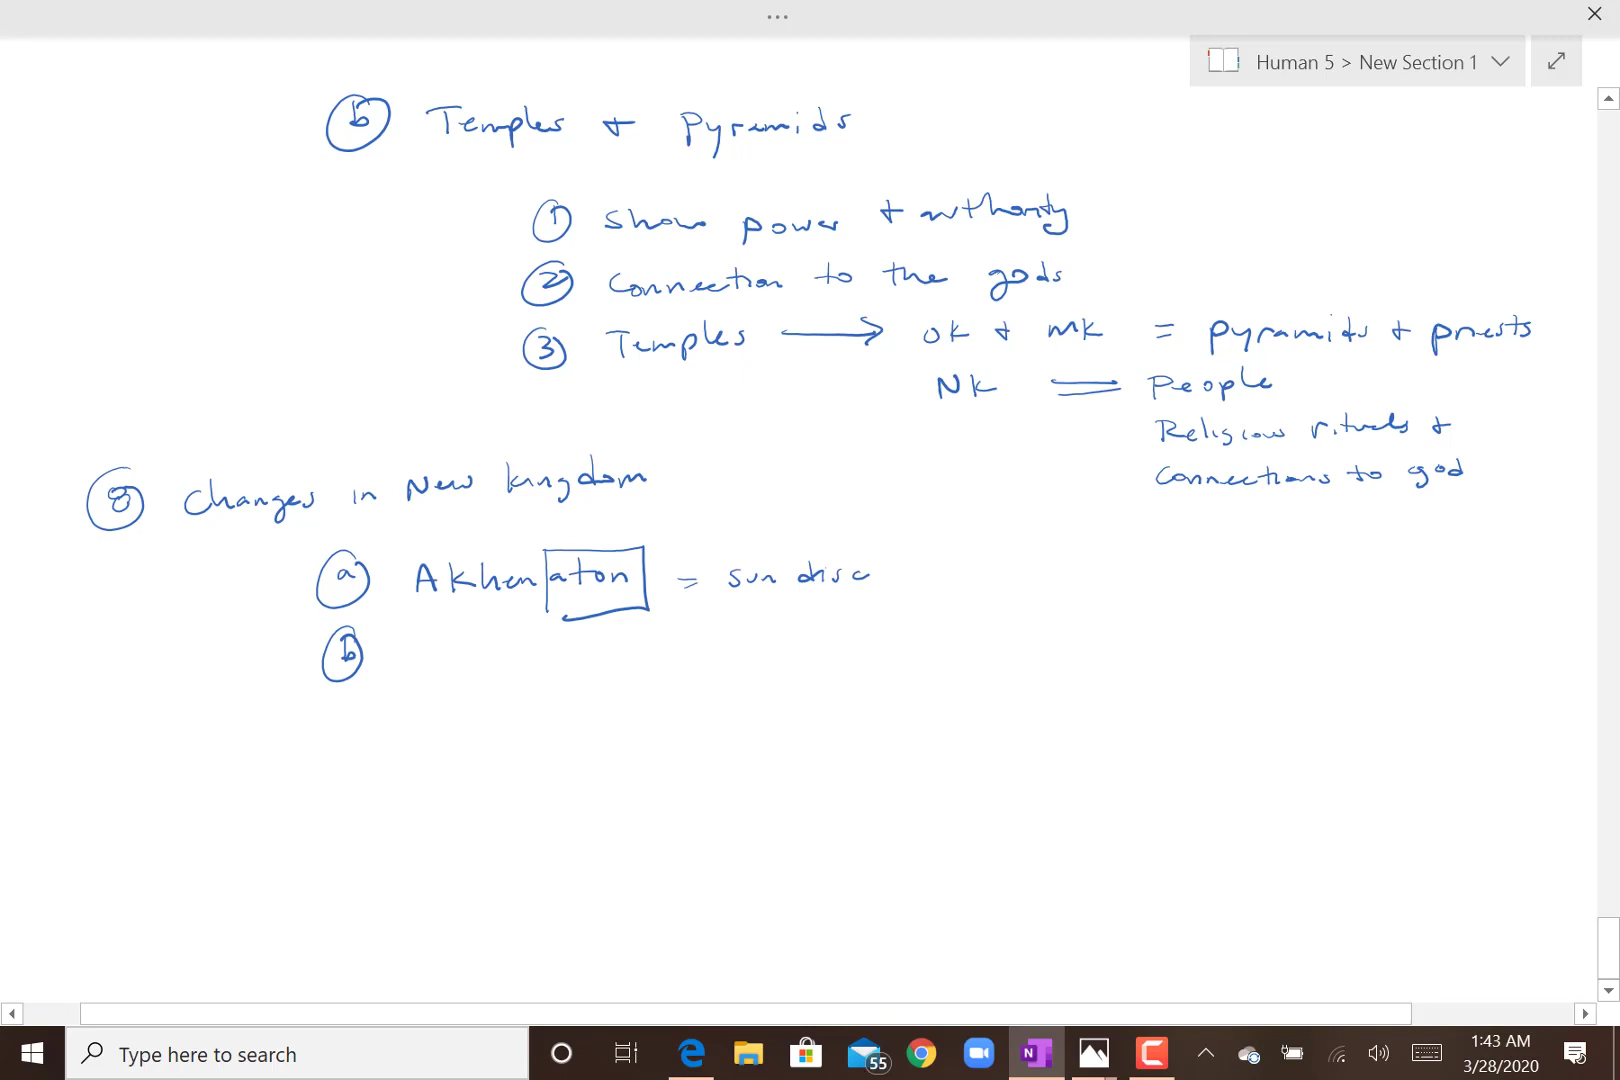 Human 5 > New Section 1
b Temples + Pyramids
1 Show power + authority
2 Connection to the gods
3 Temples → OK + MK = pyramids + priests
NK = People
Religious rituals +
Connections to god
8 Changes in New Kingdom
a Akhenaton = sun disc
b
Type here to search
55
N
1:43 AM
3/28/2020